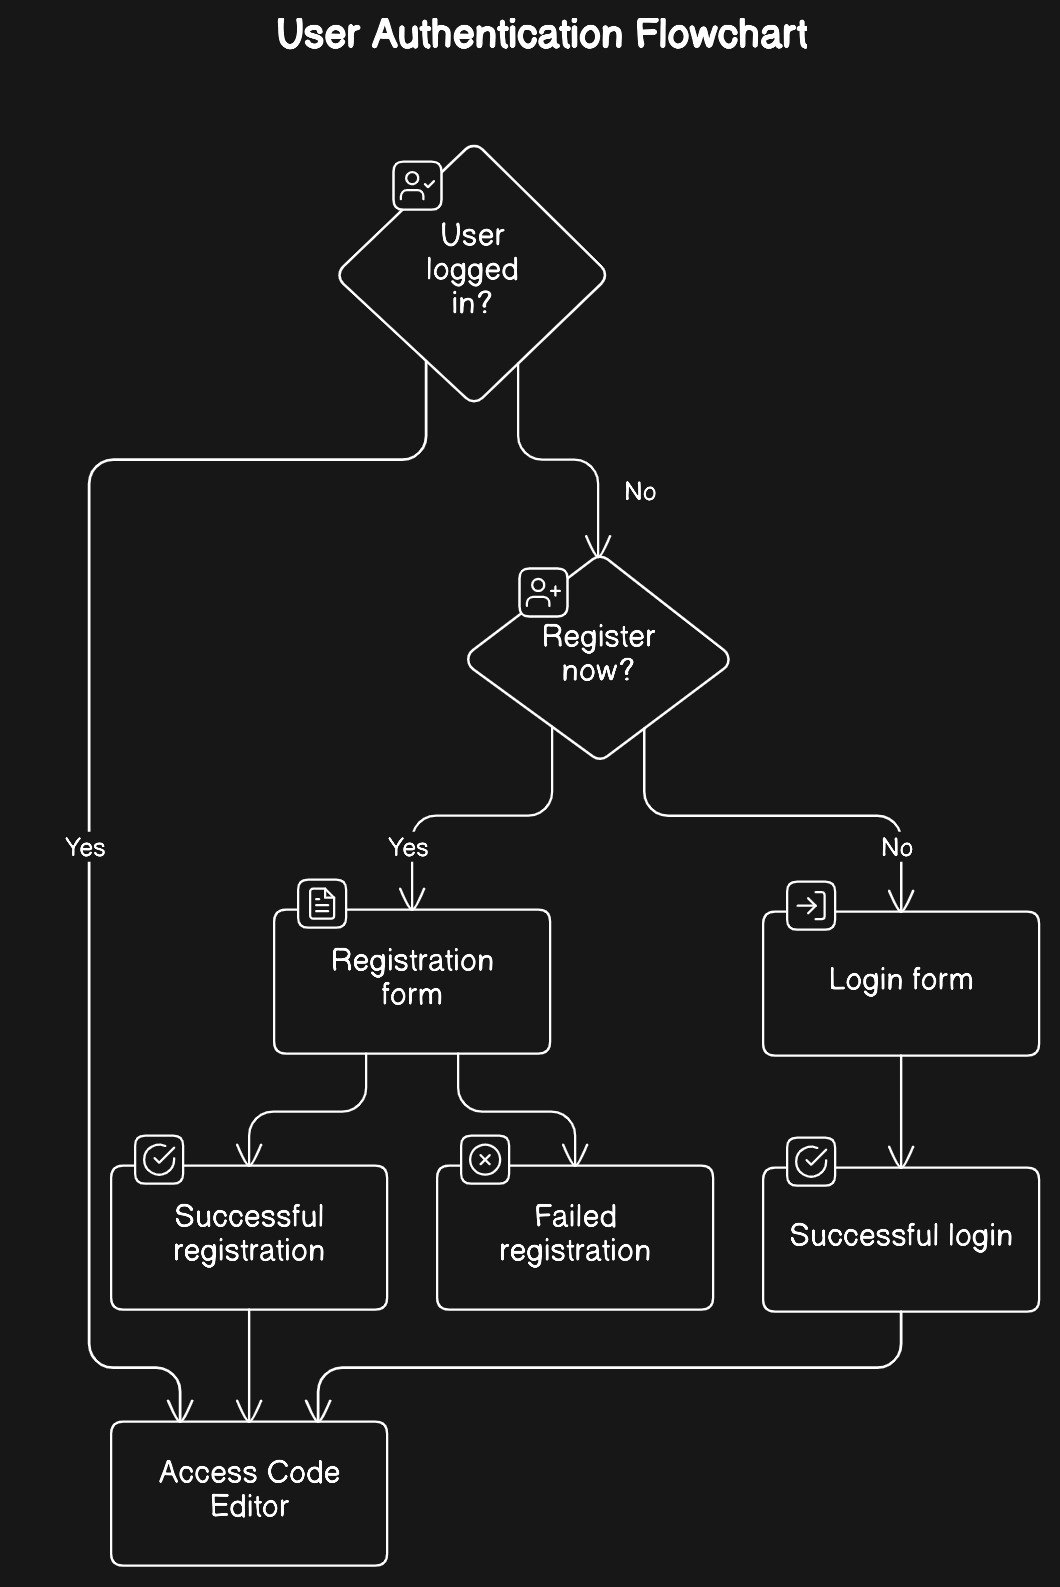 User Authentication Flowchart
User
logged
in?
No
Register
now?
Yes
Yes
No
Registration
form
Login form
Successful
registration
Failed
registration
Successful login
Access Code
Editor